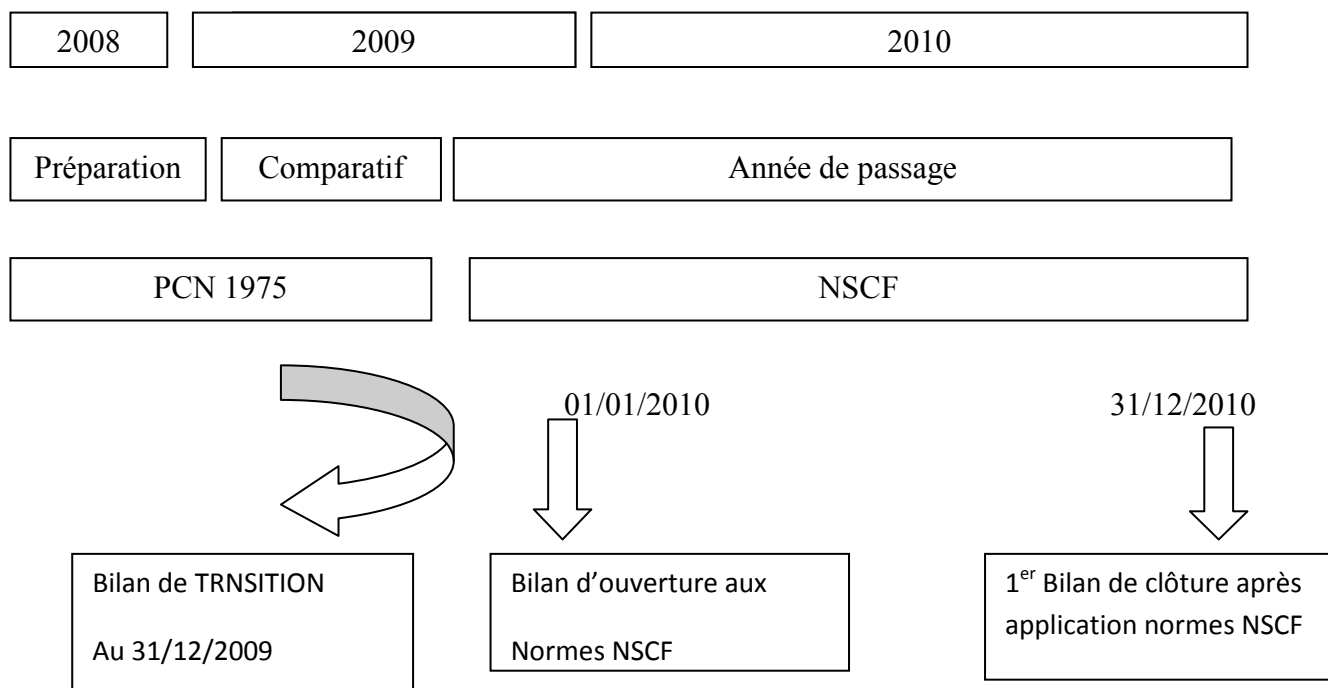 2008 2009 2010
Préparation Comparatif Année de passage
PCN 1975 NSCF
01/01/2010 31/12/2010
Bilan de TRNSITION
Au 31/12/2009
Bilan d’ouverture aux
Normes NSCF
1er Bilan de clôture après
application normes NSCF